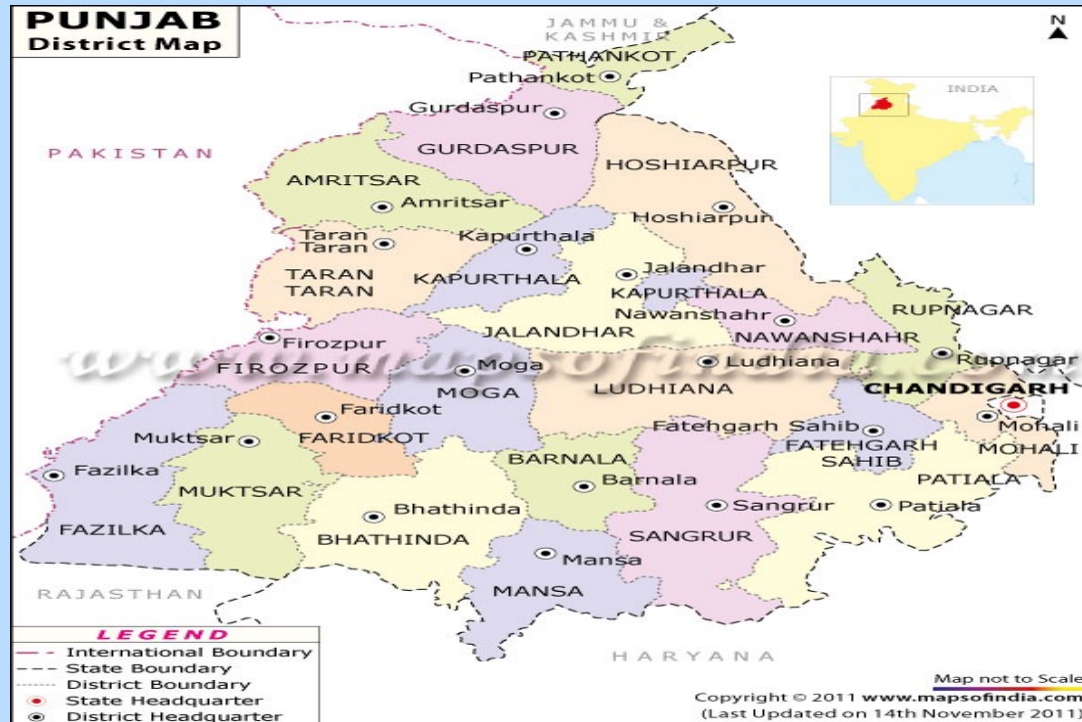 PUNJAB
District Map
JAMMU &
KASHMIR
N
PATHANKOT
Pathankot
INDIA
Gurdaspur
GURDASPUR
PAKISTAN
HOSHIARPUR
AMRITSAR
Amritsar
Hoshiarpur
Taran
Taran
Kapurthala
TARAN
TARAN
KAPURTHALA
Jalandhar
KAPURTHALA
Nawanshahr
RUPNAGAR
JALANDHAR
NAWANSHAHR
Firozpur
www.mapsofindia.co
Rupnagar
FIROZPUR
Moga
MOGA
Ludhiana
LUDHIANA
CHANDIGARH
Faridkot
FARIDKOT
Fatehgarh Sahib
Mohali
Muktsar
FATEHGARH
SAHIB
MOHALI
BARNALA
Fazilka
Barnala
PATIALA
MUKTSAR
Bhathinda
Sangrur
Patiala
FAZILKA
BHATHINDA
SANGRUR
Mansa
MANSA
RAJASTHAN
HARYANA
LEGEND
International Boundary
State Boundary
District Boundary
State Headquarter
District Headquarter
Map not to Scale
Copyright © 2011 www.mapsofindia.com
(Last Updated on 14th November 2011)